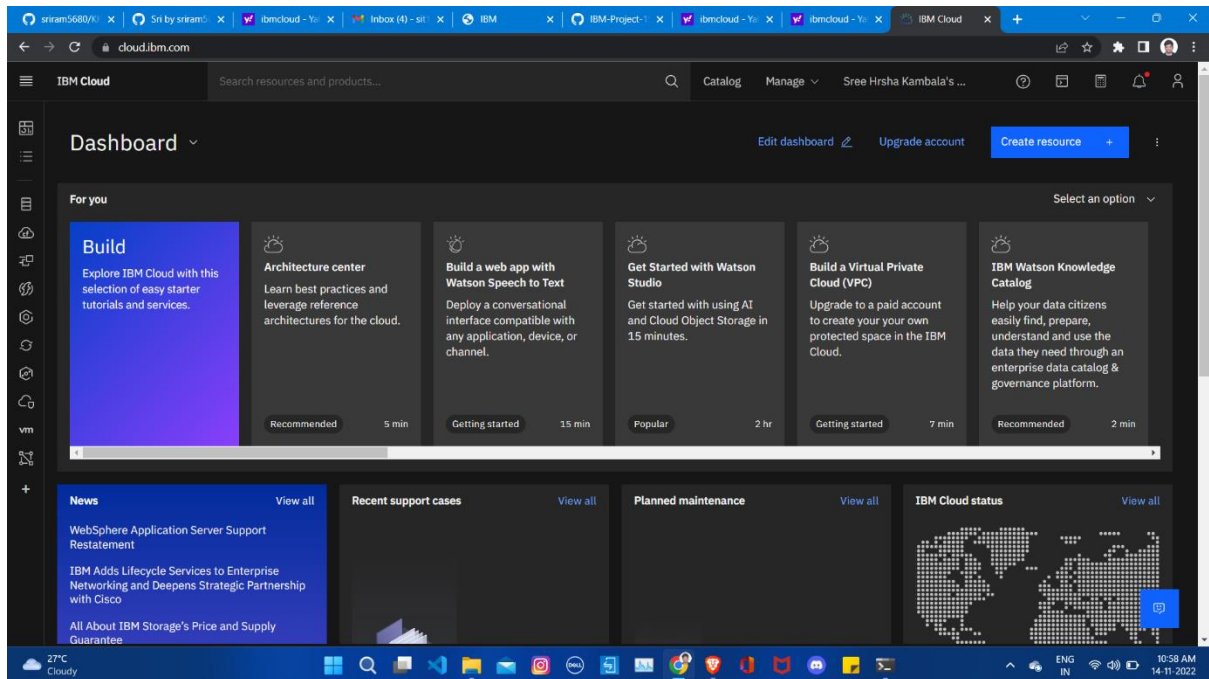 sriram5680/K
Sri by sriram5
ibmcloud - Ya
Inbox (4) - sit
IBM
IBM-Project-1
ibmcloud - Ya
ibmcloud - Ya
IBM Cloud
cloud.ibm.com
IBM Cloud
Search resources and products...
Catalog
Manage
Sree Hrsha Kambala's ...
Dashboard
Edit dashboard
Upgrade account
Create resource +
For you
Select an option
Build
Explore IBM Cloud with this
selection of easy starter
tutorials and services.
Architecture center
Learn best practices and
leverage reference
architectures for the cloud.
Recommended 5 min
Build a web app with
Watson Speech to Text
Deploy a conversational
interface compatible with
any application, device, or
channel.
Getting started 15 min
Get Started with Watson
Studio
Get started with using AI
and Cloud Object Storage in
15 minutes.
Popular 2 hr
Build a Virtual Private
Cloud (VPC)
Upgrade to a paid account
to create your your own
protected space in the IBM
Cloud.
Getting started 7 min
IBM Watson Knowledge
Catalog
Help your data citizens
easily find, prepare,
understand and use the
data they need through an
enterprise data catalog &
governance platform.
Recommended 2 min
vm
News View all
WebSphere Application Server Support
Restatement
IBM Adds Lifecycle Services to Enterprise
Networking and Deepens Strategic Partnership
with Cisco
All About IBM Storage's Price and Supply
Guarantee
Recent support cases View all
Planned maintenance View all
IBM Cloud status View all
27°C
Cloudy
DELL
ENG
IN
10:58 AM
14-11-2022